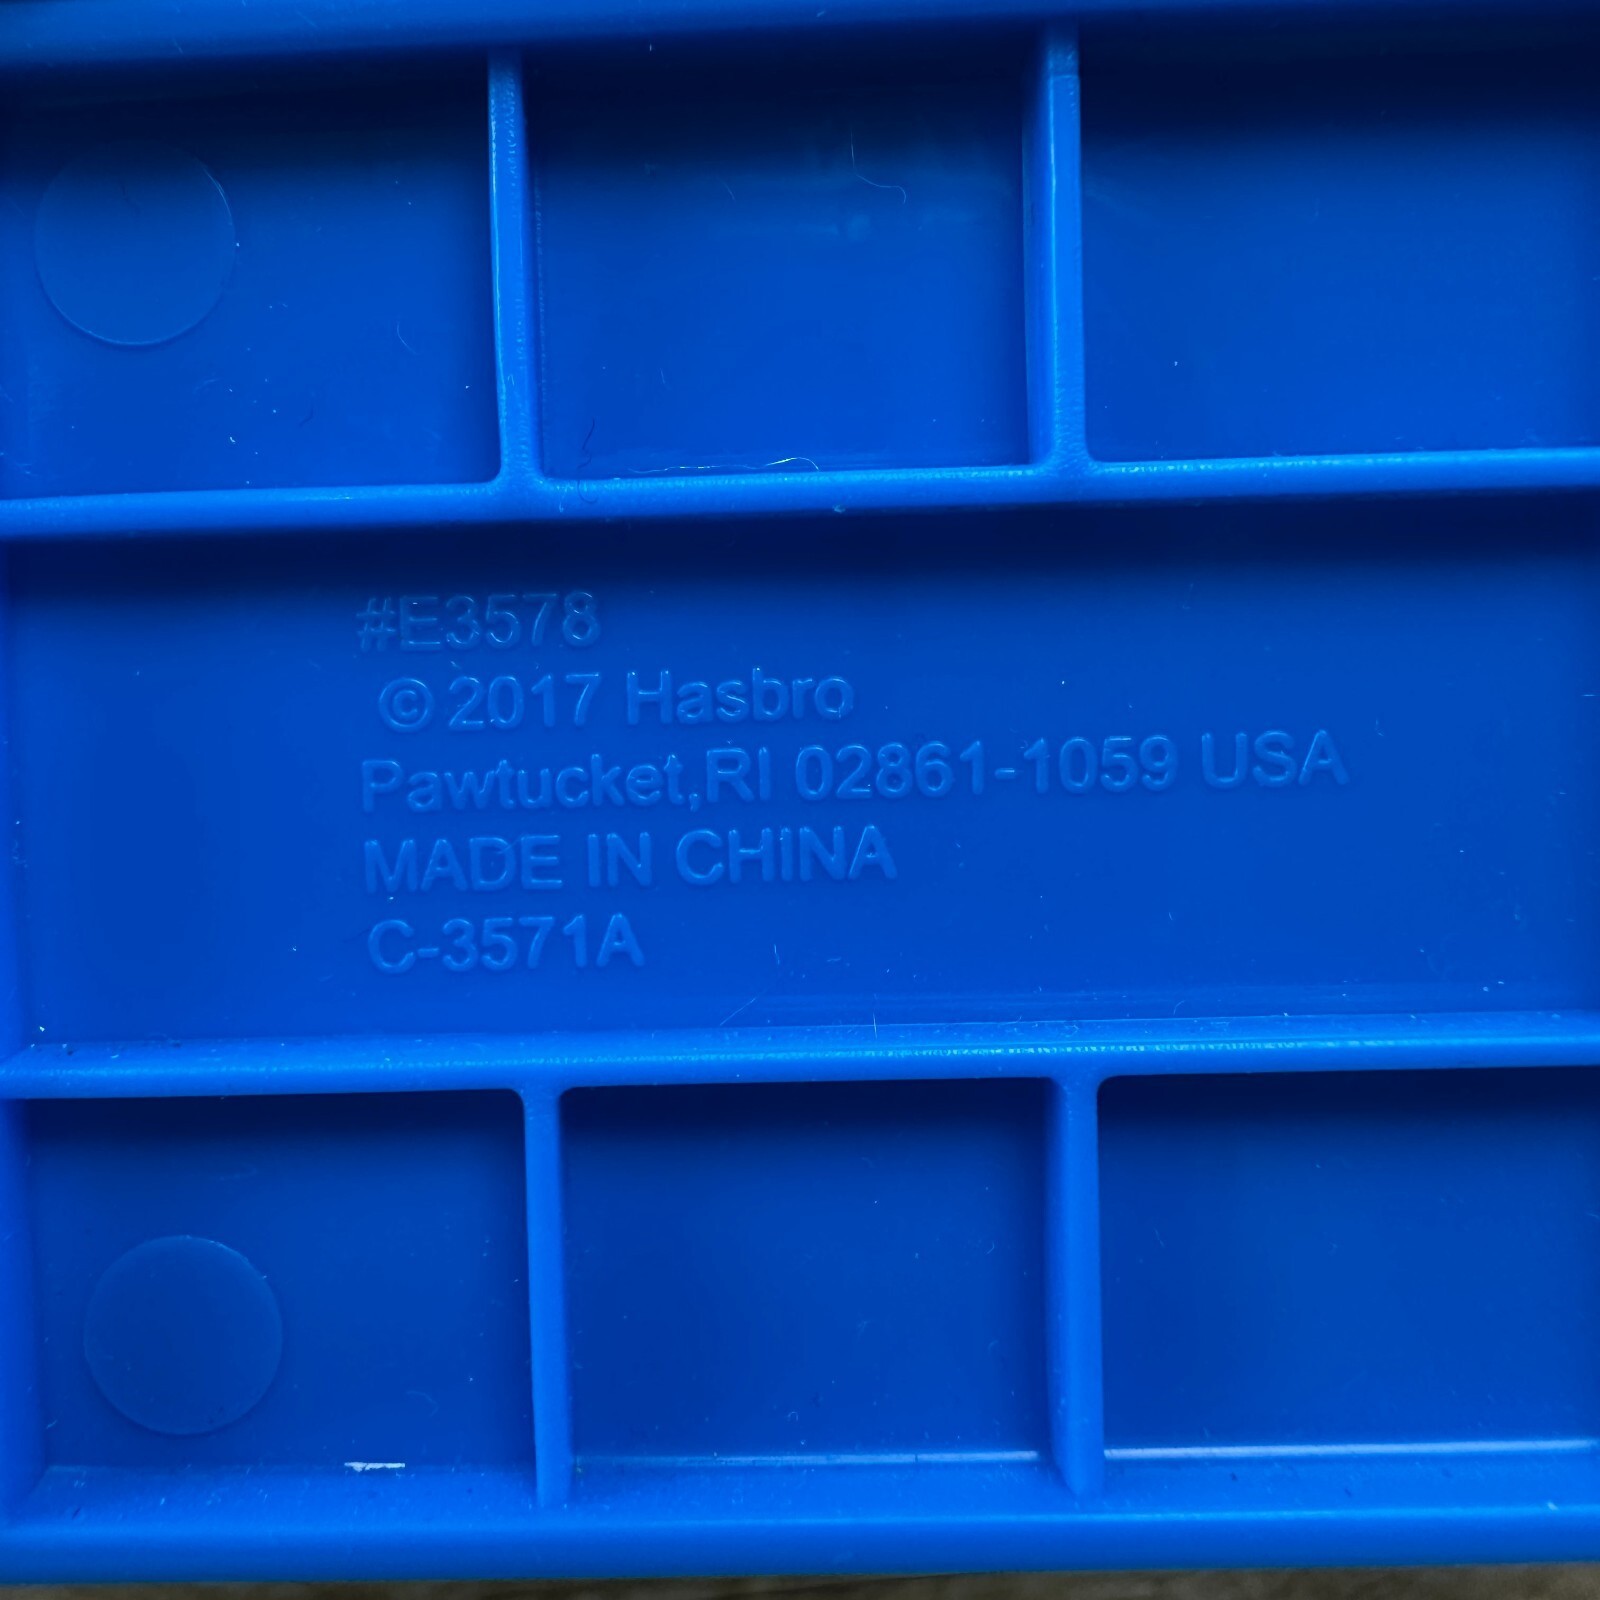 #E3578
© 2017 Hasbro
Pawtucket,RI 02861-1059 USA
MADE IN CHINA
C-3571A